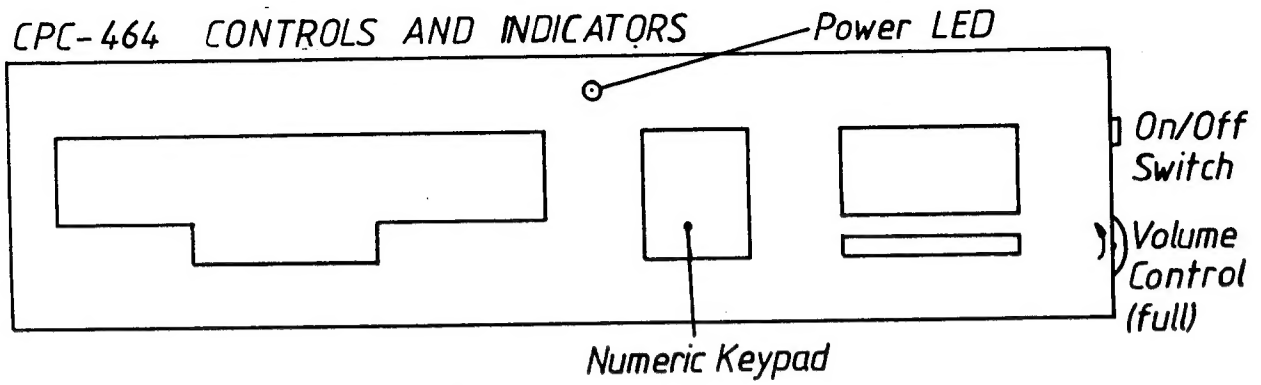 CPC-464 CONTROLS AND INDICATORS
Power LED
On/Off
Switch
Volume
Control
(full)
Numeric Keypad